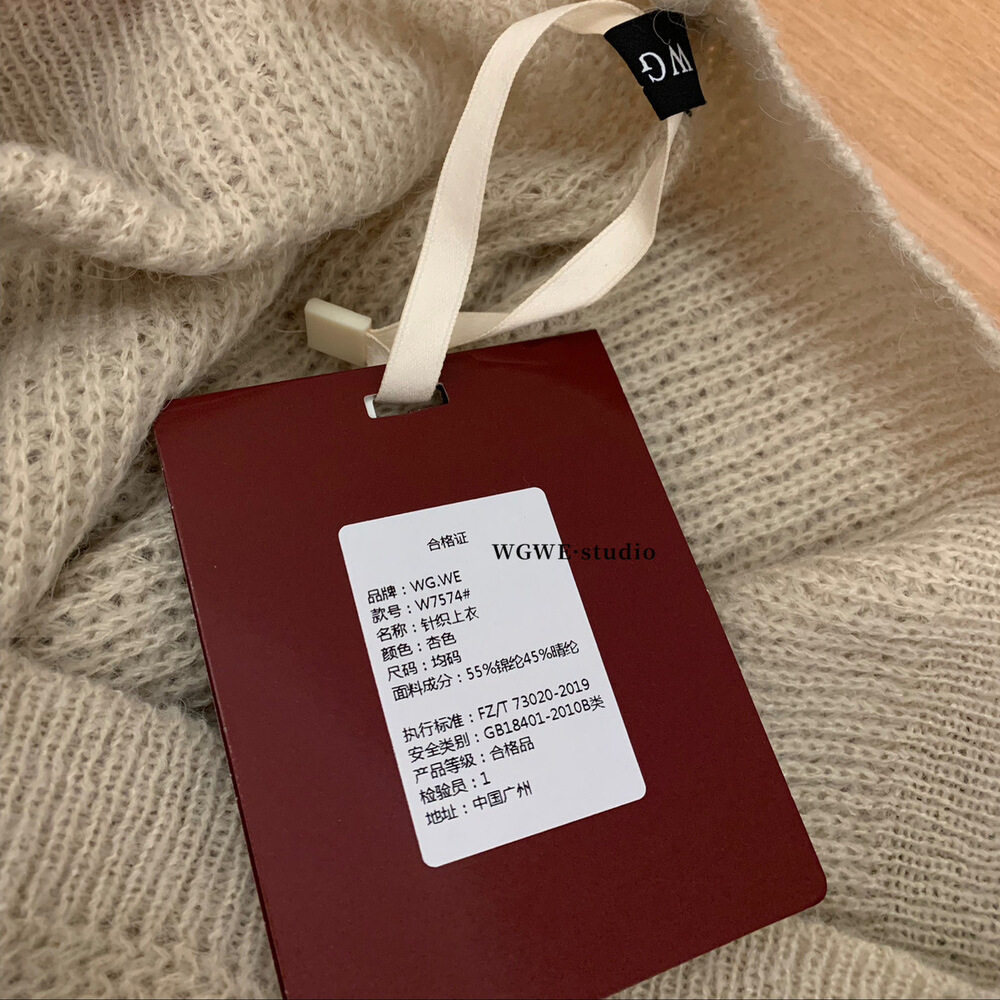 WG
合格证
WGWE·studio
品牌：WG.WE
款号：W7574#
名称：针织上衣
颜色：杏色
尺码：均码
面料成分：55%锦纶45%晴纶
执行标准：FZ/T 73020-2019
安全类别：GB18401-2010B类
产品等级：合格品
检验员：1
地址：中国广州